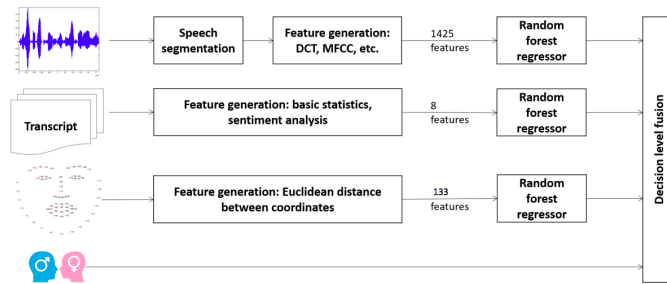 Speech
segmentation
Feature generation:
DCT, MFCC, etc.
1425
features
Random
forest
regressor
Transcript
Feature generation: basic statistics,
sentiment analysis
8
features
Random
forest
regressor
Feature generation: Euclidean distance
between coordinates
133
features
Random
forest
regressor
Decision level fusion